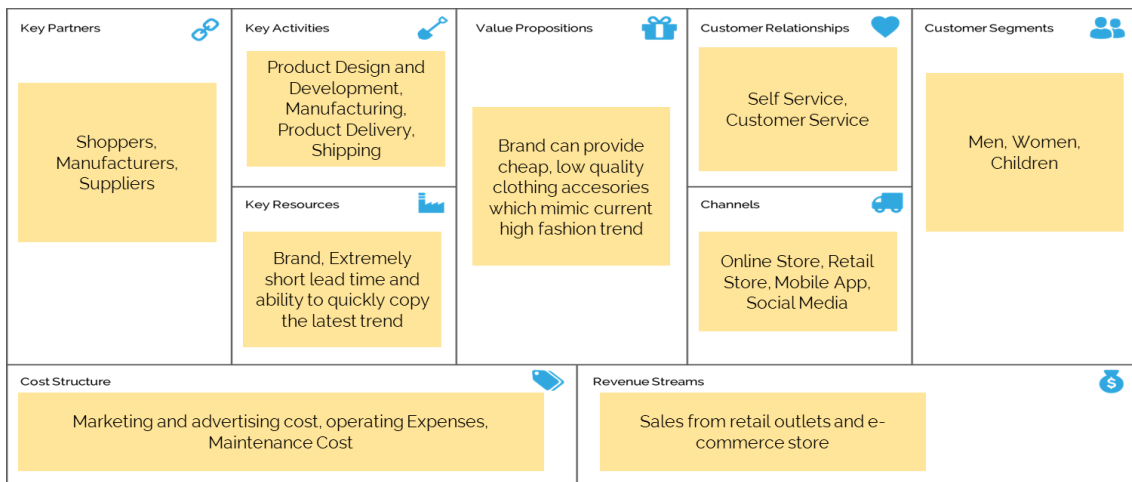 Key Partners
Shoppers,
Manufacturers,
Suppliers
Key Activities
Product Design and
Development,
Manufacturing,
Product Delivery,
Shipping
Key Resources
Brand, Extremely
short lead time and
ability to quickly copy
the latest trend
Value Propositions
Brand can provide
cheap, low quality
clothing accesories
which mimic current
high fashion trend
Customer Relationships
Self Service,
Customer Service
Channels
Online Store, Retail
Store, Mobile App,
Social Media
Customer Segments
Men, Women,
Children
Cost Structure
Marketing and advertising cost, operating Expenses,
Maintenance Cost
Revenue Streams
$
Sales from retail outlets and e-
commerce store